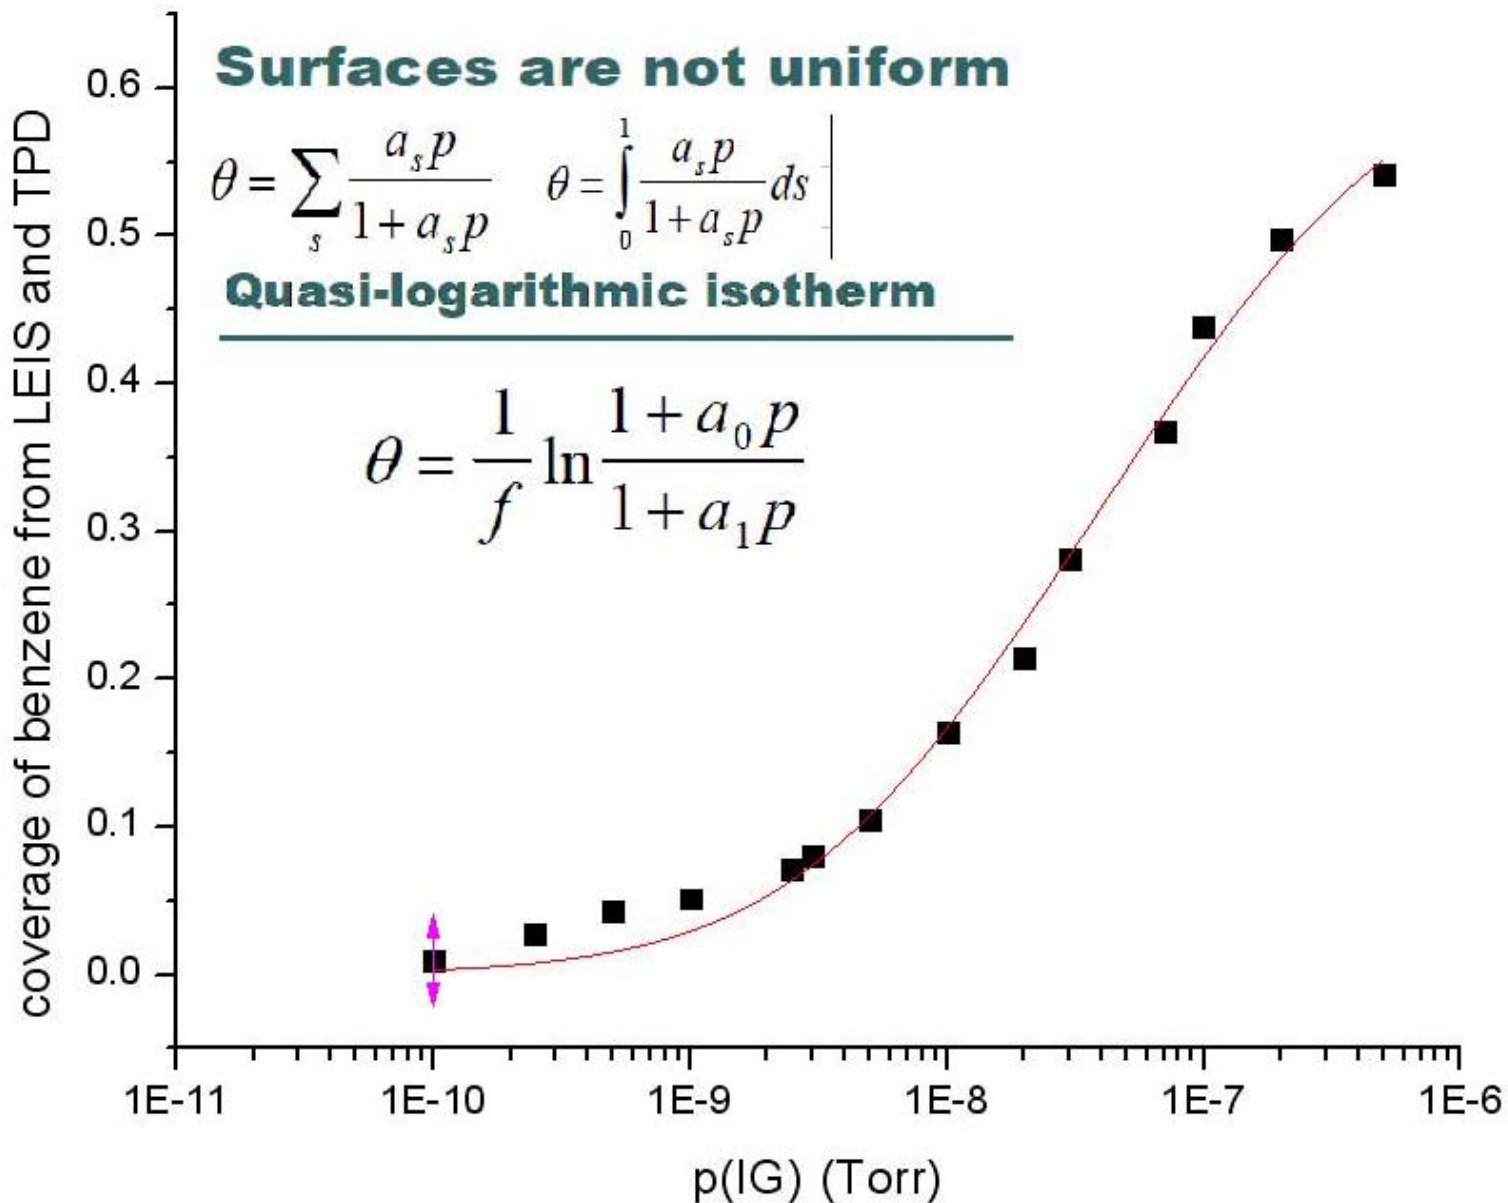 Surfaces are not uniform
θ = ∑_s a_s p / (1 + a_s p)    θ = ∫_0^1 a_s p / (1 + a_s p) ds
Quasi-logarithmic isotherm
θ = 1/f ln (1 + a_0 p) / (1 + a_1 p)
coverage of benzene from LEIS and TPD
0.6
0.5
0.4
0.3
0.2
0.1
0.0
1E-11 1E-10 1E-9 1E-8 1E-7 1E-6
p(IG) (Torr)